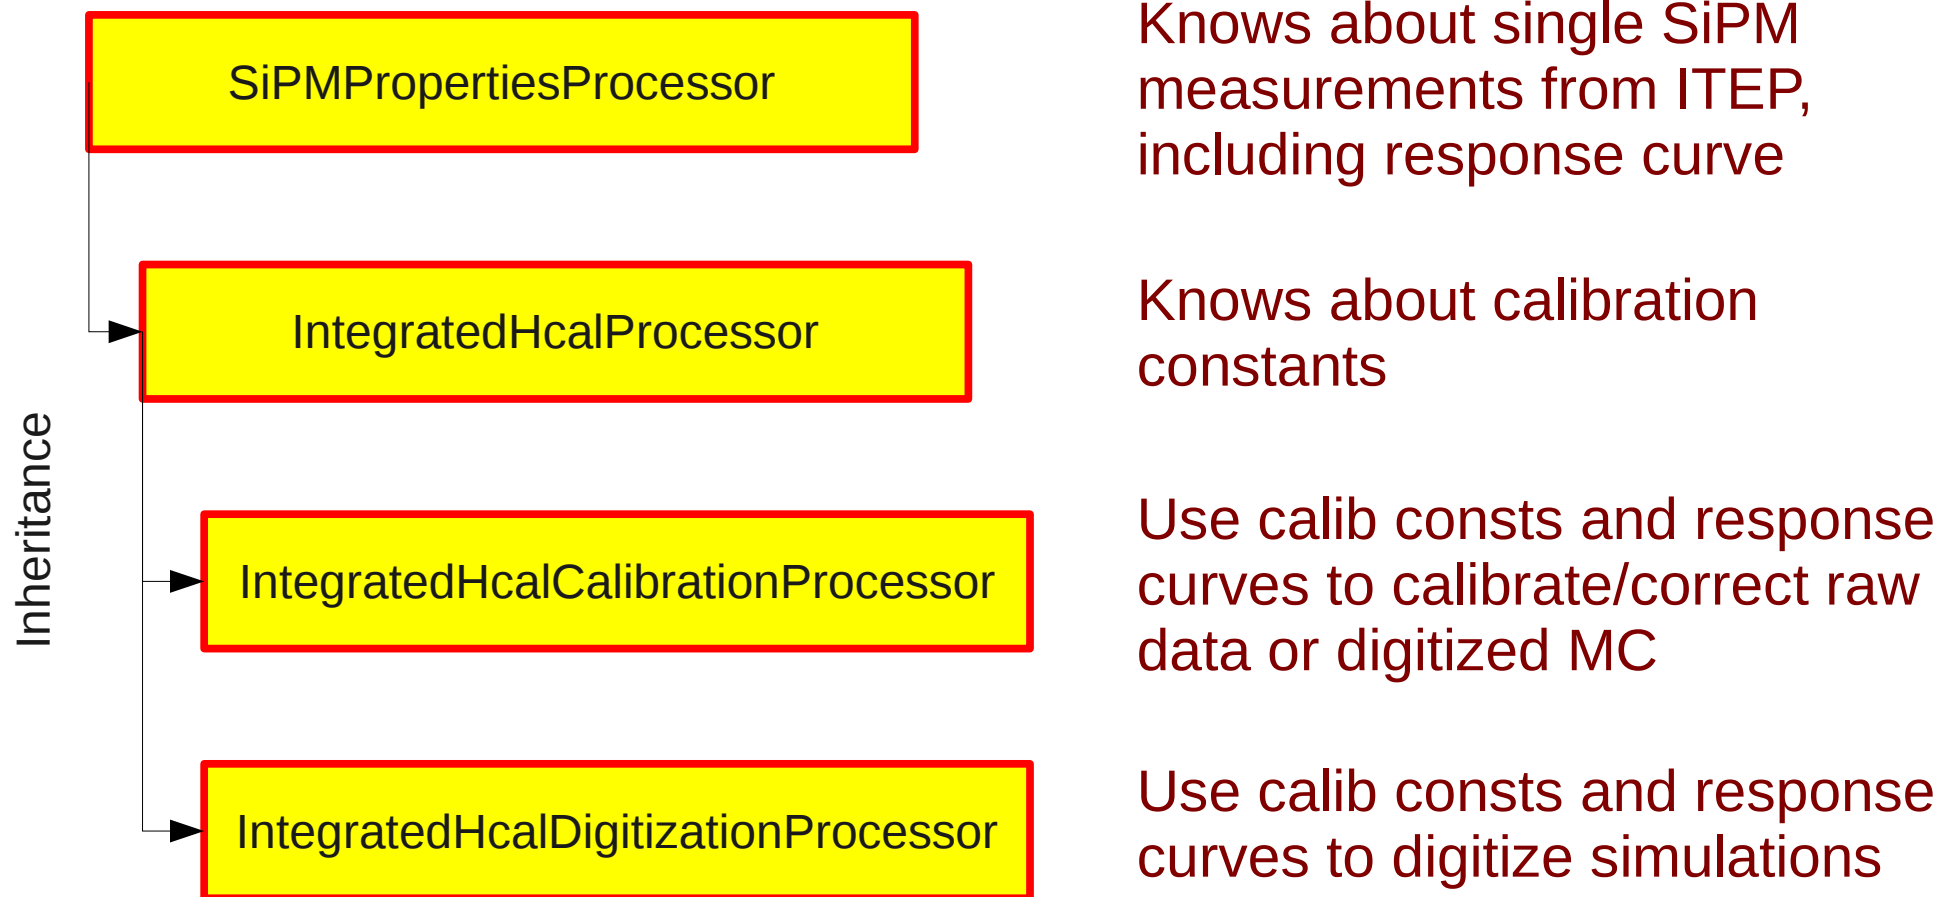 SiPMPropertiesProcessor
Knows about single SiPM
measurements from ITEP,
including response curve
IntegratedHcalProcessor
Knows about calibration
constants
Inheritance
IntegratedHcalCalibrationProcessor
Use calib consts and response
curves to calibrate/correct raw
data or digitized MC
IntegratedHcalDigitizationProcessor
Use calib consts and response
curves to digitize simulations